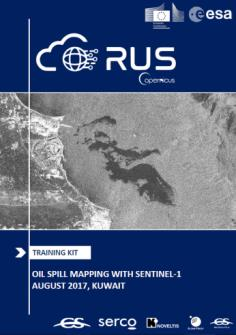 esa
RUS
Copernicus
TRAINING KIT
OIL SPILL MAPPING WITH SENTINEL-1
AUGUST 2017, KUWAIT
serco
NOVELTIS